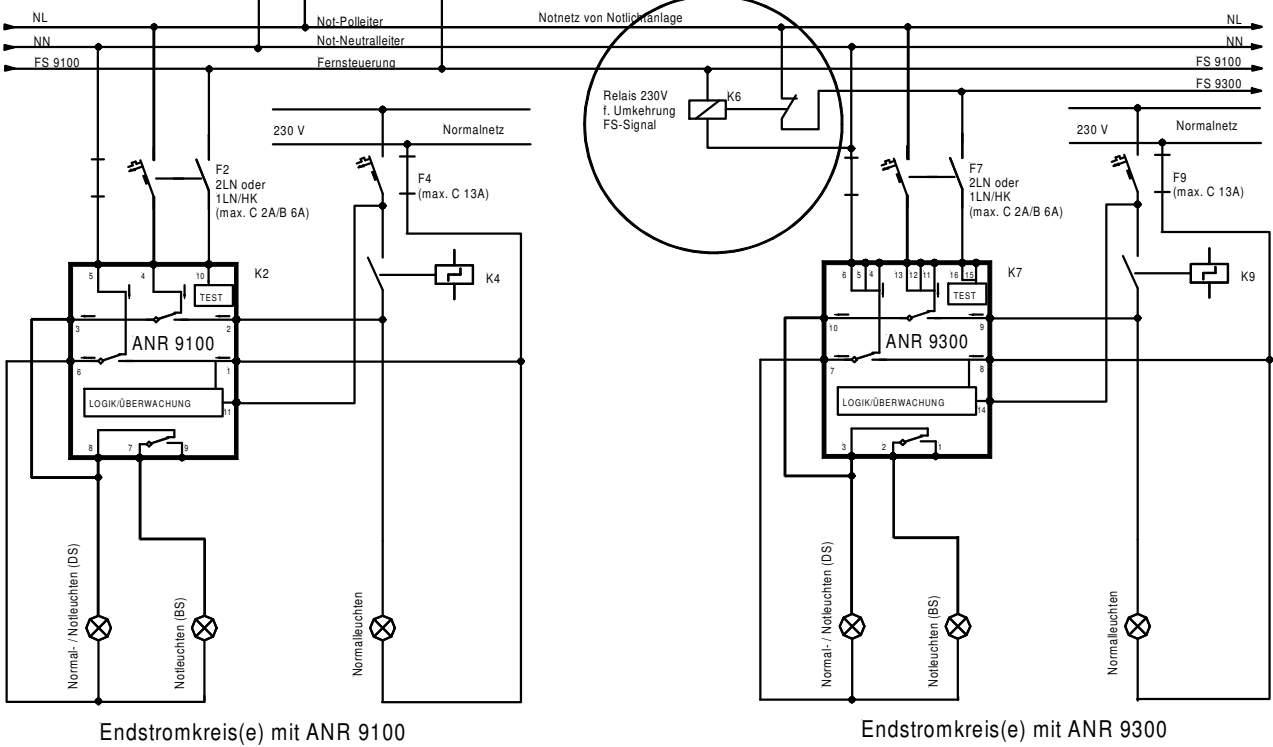 NL Not-Polleiter Notnetz von Notlichtanlage NL
NN Not-Neutralleiter NN
FS 9100 Fernsteuerung FS 9100
FS 9300
Relais 230V
f. Umkehrung
FS-Signal
K6
230 V Normalnetz
F2
2LN oder
1LN/HK
(max. C 2A/B 6A)
F4
(max. C 13A)
K4
K2
5 4 10
TEST
3 2
ANR 9100
6 1
LOGIK/ÜBERWACHUNG
11
8 7 9
Normal- / Notleuchten (DS)
Notleuchten (BS)
Normalleuchten
Endstromkreis(e) mit ANR 9100
230 V Normalnetz
F7
2LN oder
1LN/HK
(max. C 2A/B 6A)
F9
(max. C 13A)
K9
K7
6 5 4 13 12 11 16 15
TEST
10 9
ANR 9300
7 8
LOGIK/ÜBERWACHUNG
14
3 2 1
Normal- / Notleuchten (DS)
Notleuchten (BS)
Normalleuchten
Endstromkreis(e) mit ANR 9300